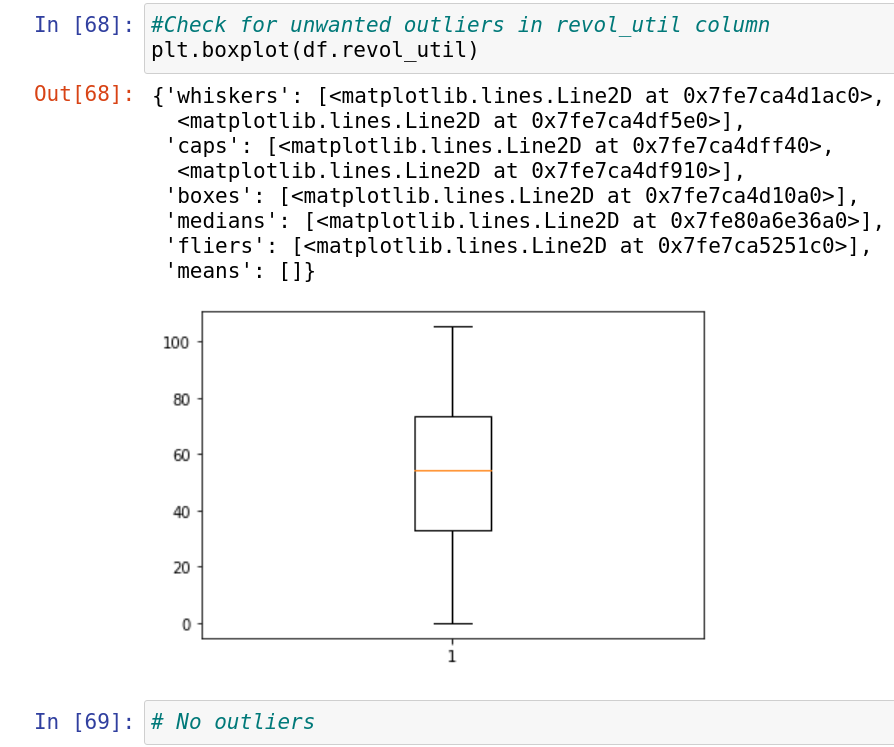 In [68]: #Check for unwanted outliers in revol_util column
plt.boxplot(df.revol_util)
Out[68]: {'whiskers': [<matplotlib.lines.Line2D at 0x7fe7ca4d1ac0>,
<matplotlib.lines.Line2D at 0x7fe7ca4df5e0>],
'caps': [<matplotlib.lines.Line2D at 0x7fe7ca4dff40>,
<matplotlib.lines.Line2D at 0x7fe7ca4df910>],
'boxes': [<matplotlib.lines.Line2D at 0x7fe7ca4d10a0>],
'medians': [<matplotlib.lines.Line2D at 0x7fe80a6e36a0>],
'fliers': [<matplotlib.lines.Line2D at 0x7fe7ca5251c0>],
'means': []}
100
80
60
40
20
0
1
In [69]: # No outliers